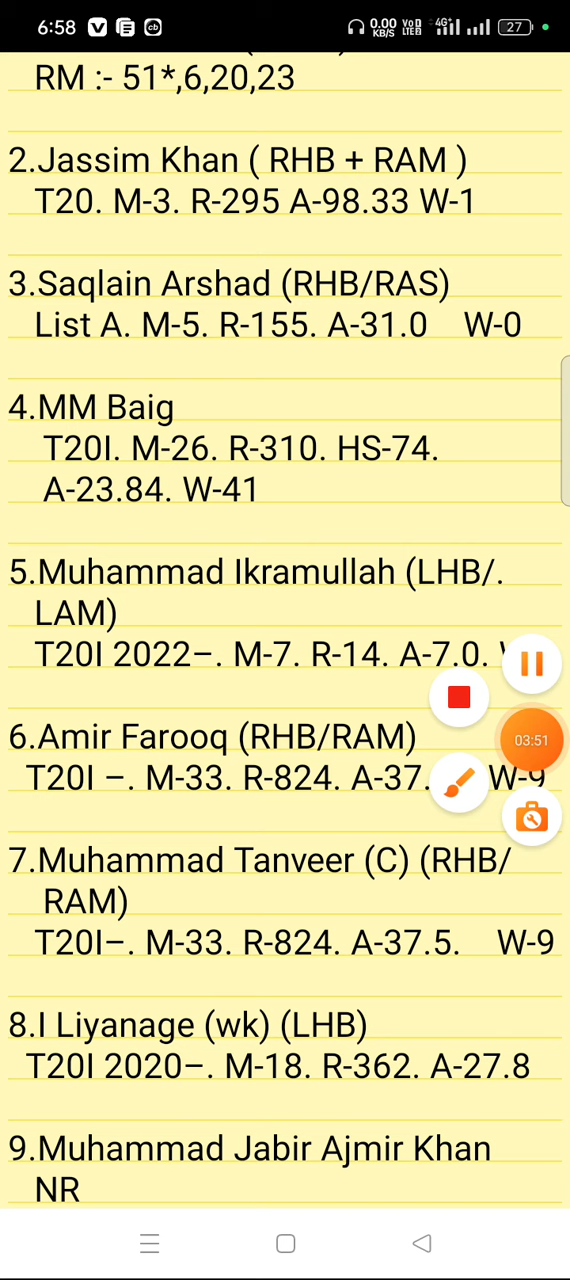 6:58 0.00 KB/S VoD LTE2 4G+ 27
RM :- 51*,6,20,23
2.Jassim Khan ( RHB + RAM )
T20. M-3. R-295 A-98.33 W-1
3.Saqlain Arshad (RHB/RAS)
List A. M-5. R-155. A-31.0 W-0
4.MM Baig
T20I. M-26. R-310. HS-74.
A-23.84. W-41
5.Muhammad Ikramullah (LHB/.
LAM)
T20I 2022–. M-7. R-14. A-7.0.
03:51
6.Amir Farooq (RHB/RAM)
T20I –. M-33. R-824. A-37. W-9
7.Muhammad Tanveer (C) (RHB/
RAM)
T20I–. M-33. R-824. A-37.5. W-9
8.I Liyanage (wk) (LHB)
T20I 2020–. M-18. R-362. A-27.8
9.Muhammad Jabir Ajmir Khan
NR